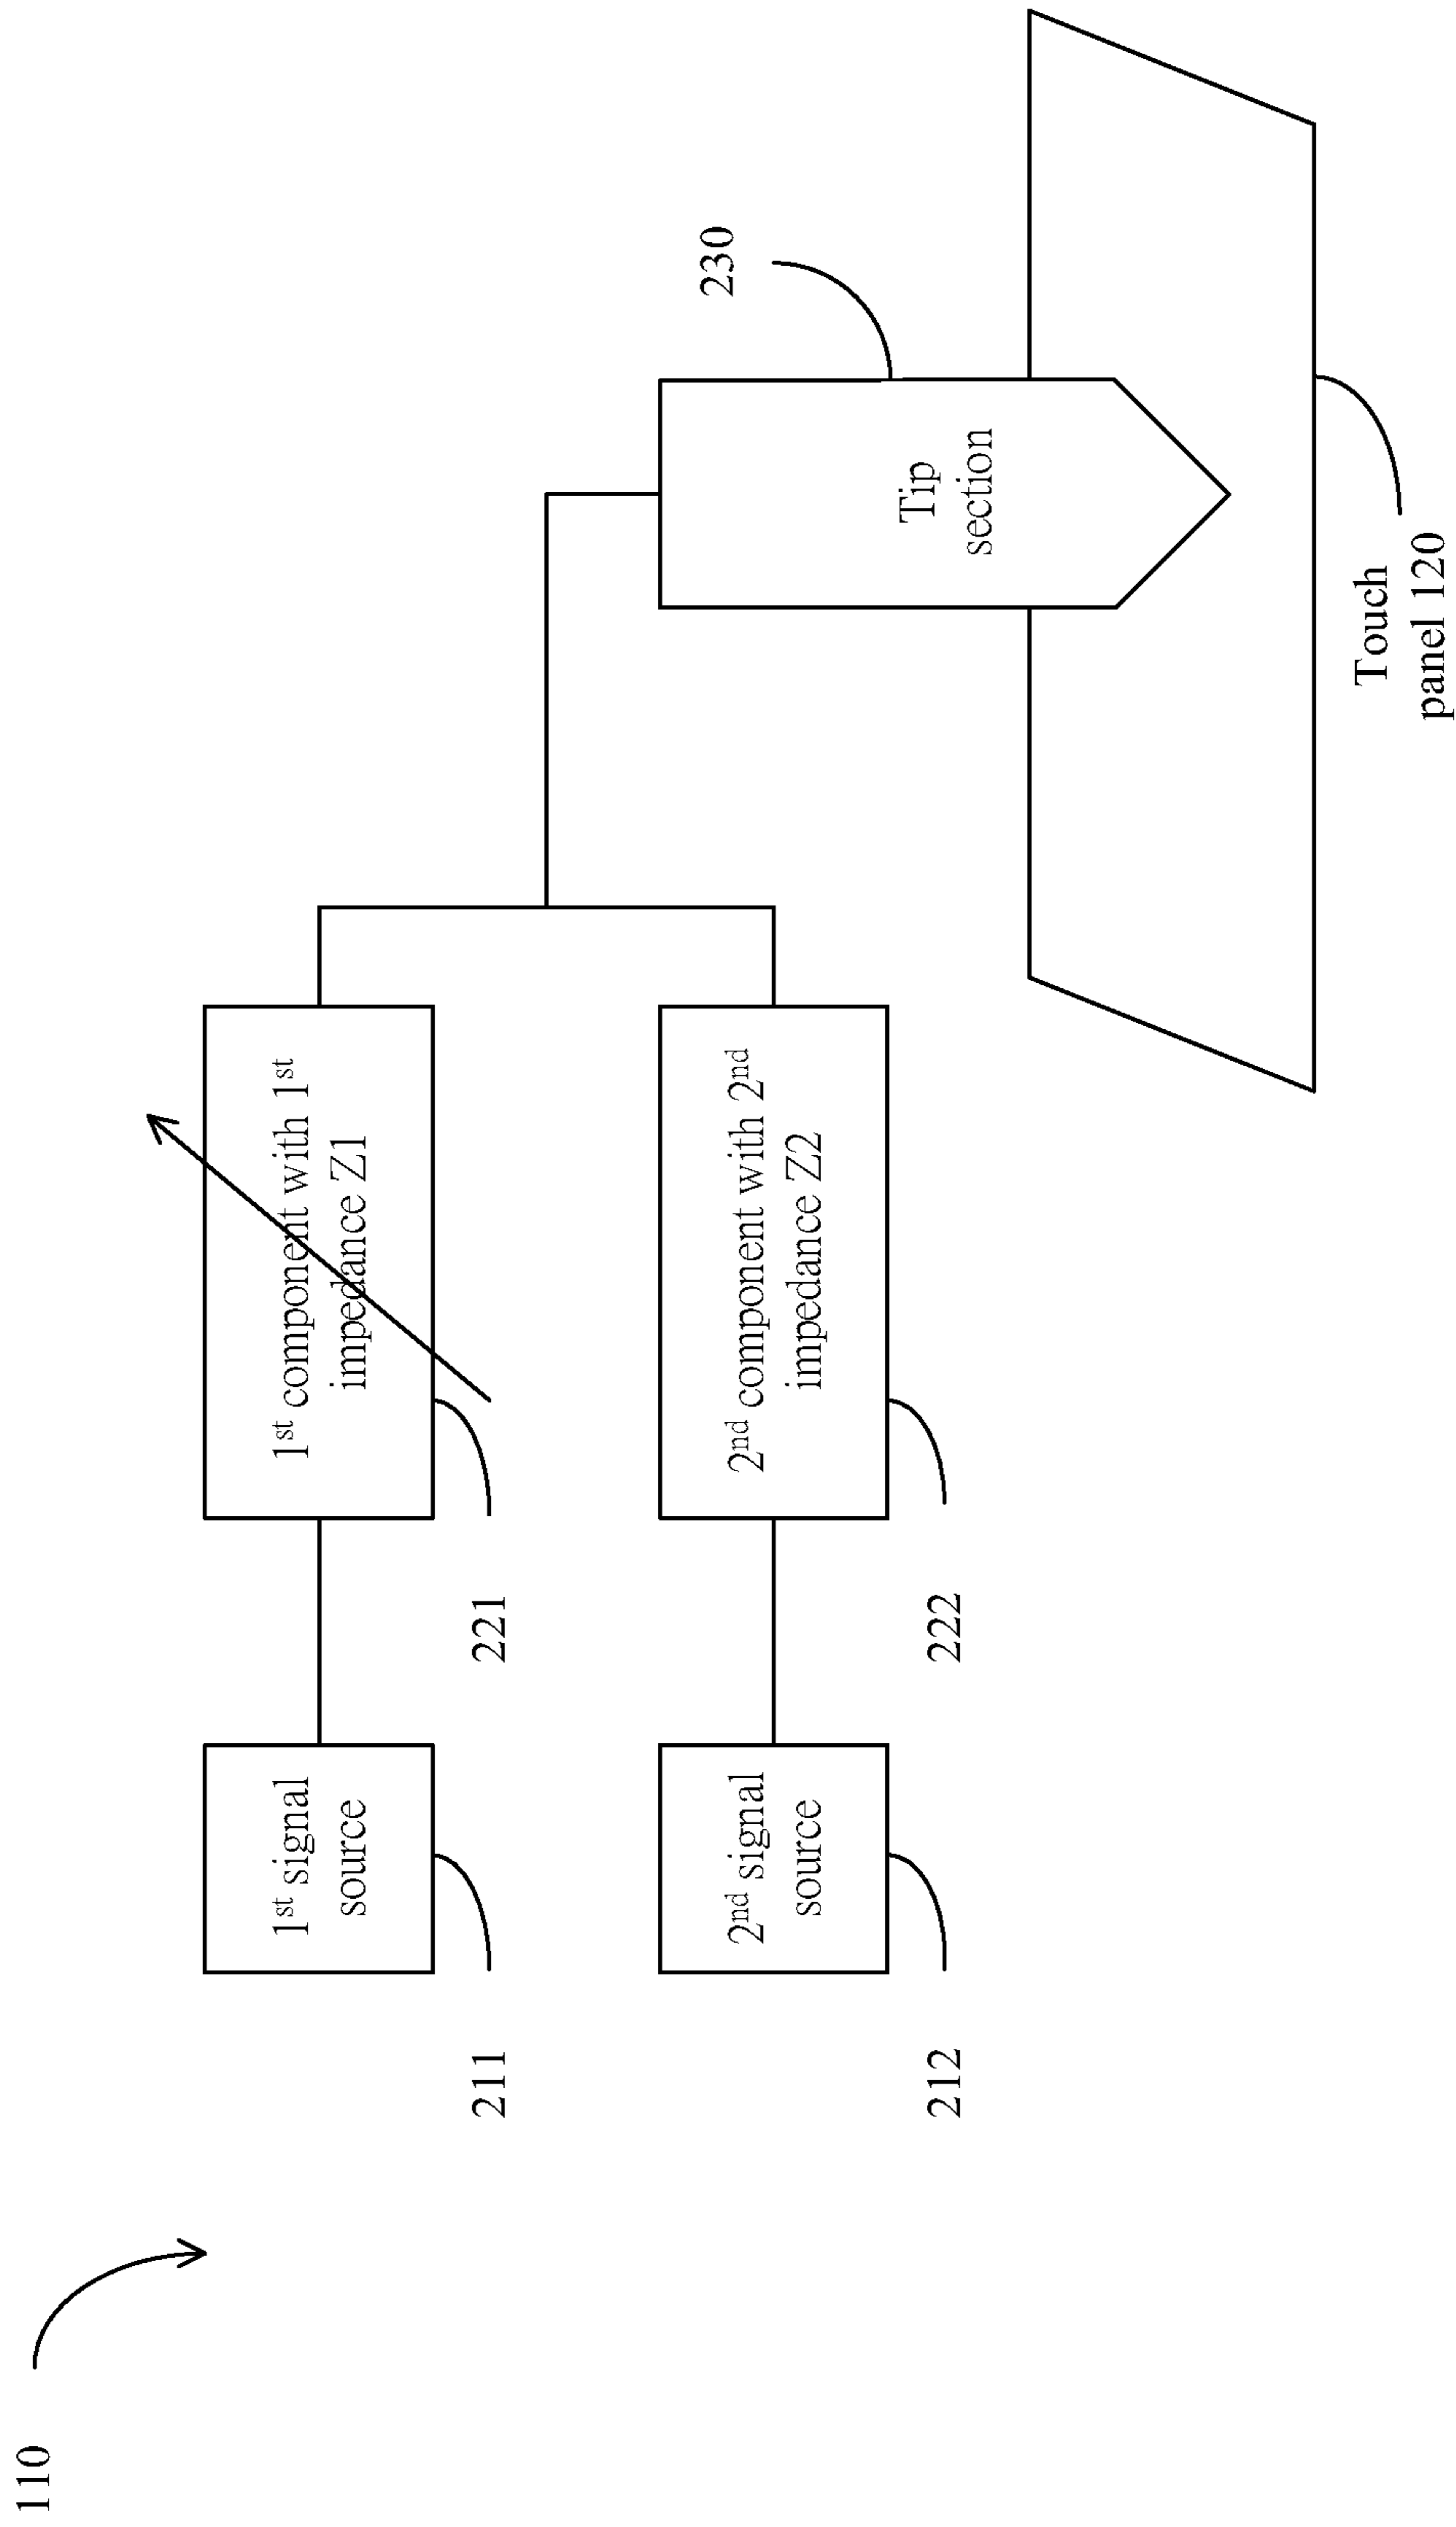 110
1st signal
source
211
1st component with 1st
impedance Z1
221
2nd signal
source
212
2nd component with 2nd
impedance Z2
222
230
Tip
section
Touch
panel 120